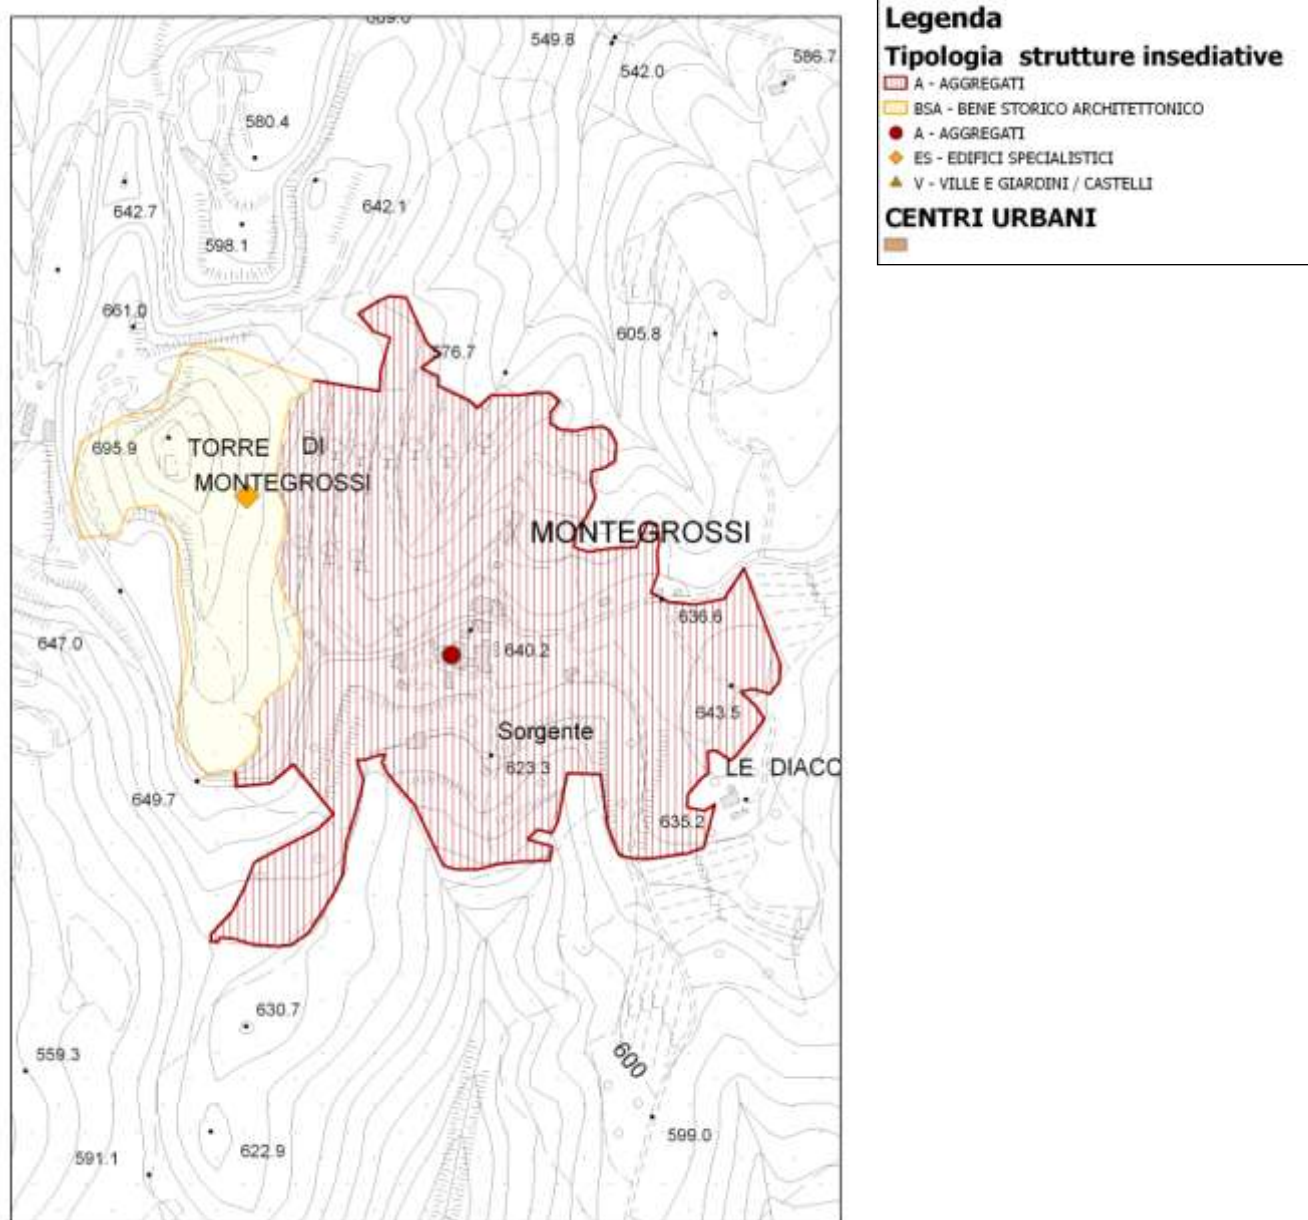 669.0
549.8
542.0
586.7
580.4
642.7
642.1
598.1
661.0
605.8
576.7
695.9
TORRE DI
MONTEGROSSI
MONTEGROSSI
636.6
647.0
640.2
643.5
Sorgente
623.3
LE DIACC
649.7
635.2
630.7
600
559.3
599.0
622.9
591.1
Legenda
Tipologia strutture insediative
A - AGGREGATI
BSA - BENE STORICO ARCHITETTONICO
A - AGGREGATI
ES - EDIFICI SPECIALISTICI
V - VILLE E GIARDINI / CASTELLI
CENTRI URBANI